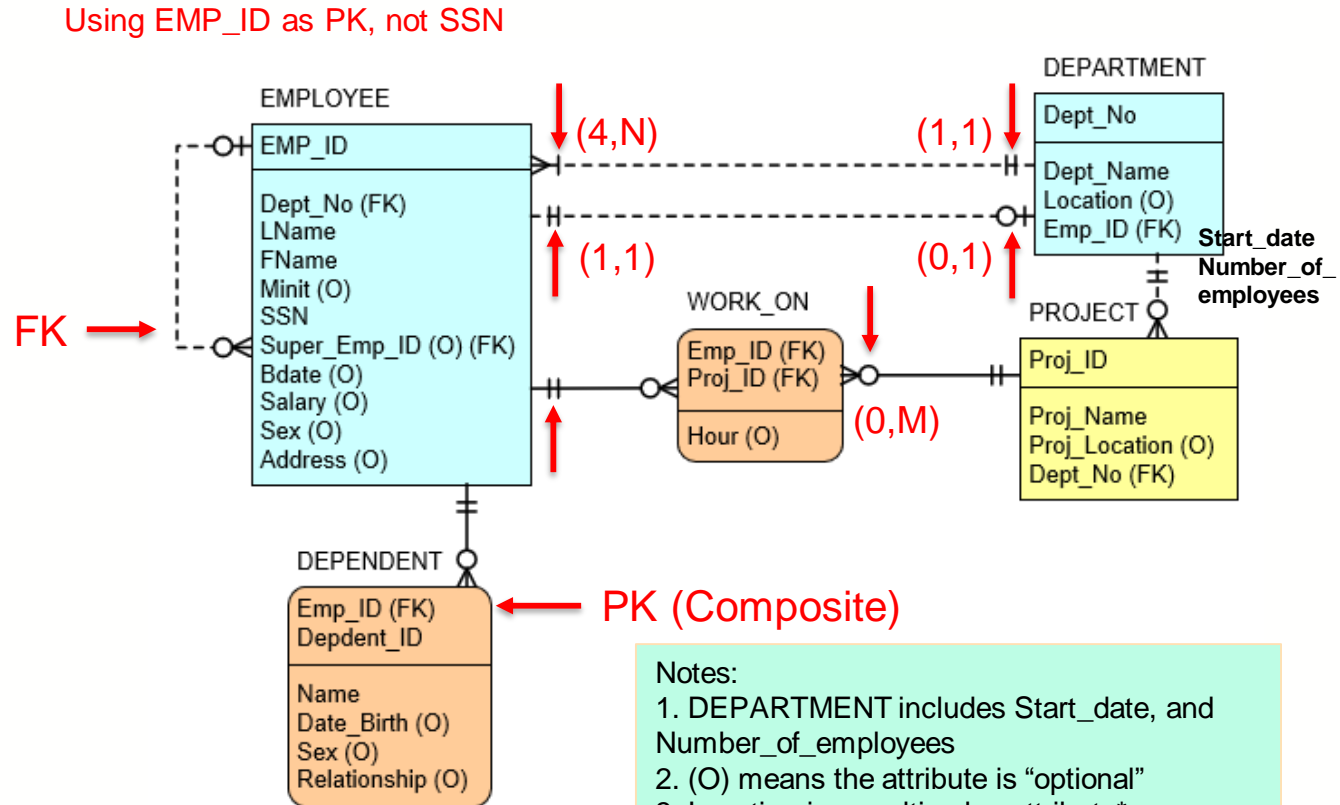 Using EMP_ID as PK, not SSN
DEPARTMENT
EMPLOYEE
Dept_No
(4,N)
(1,1)
EMP_ID
Dept_Name
Location (O)
Emp_ID (FK)
Start_date
Number_of_
employees
Dept_No (FK)
LName
FName
Minit (O)
SSN
Super_Emp_ID (O) (FK)
Bdate (O)
Salary (O)
Sex (O)
Address (O)
(1,1)
(0,1)
FK
WORK_ON
Emp_ID (FK)
Proj_ID (FK)
Hour (O)
(0,M)
PROJECT
Proj_ID
Proj_Name
Proj_Location (O)
Dept_No (FK)
DEPENDENT
Emp_ID (FK)
Depdent_ID
Name
Date_Birth (O)
Sex (O)
Relationship (O)
PK (Composite)
Notes:
1. DEPARTMENT includes Start_date, and
Number_of_employees
2. (O) means the attribute is “optional”